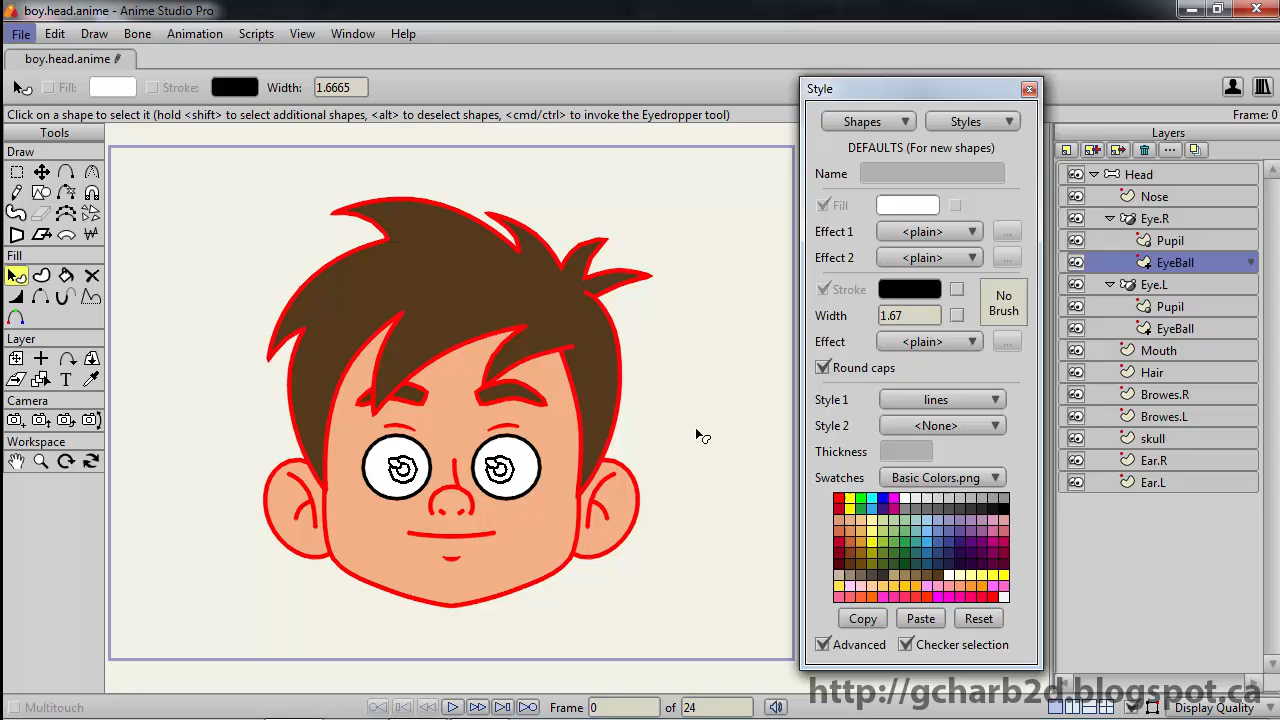 boy.head.anime - Anime Studio Pro
File Edit Draw Bone Animation Scripts View Window Help
boy.head.anime
Fill: Stroke: Width: 1.6665
Click on a shape to select it (hold <shift> to select additional shapes, <alt> to deselect shapes, <cmd/ctrl> to invoke the Eyedropper tool)
Frame: 0
Tools
Draw
Fill
Layer
Camera
Workspace
Style
Shapes Styles
DEFAULTS (For new shapes)
Name
Fill
Effect 1 <plain> ...
Effect 2 <plain> ...
Stroke
Width 1.67
No
Brush
Effect <plain> ...
Round caps
Style 1 lines
Style 2 <None>
Thickness
Swatches Basic Colors.png
Copy Paste Reset
Advanced Checker selection
Layers
Head
Nose
Eye.R
Pupil
EyeBall
Eye.L
Pupil
EyeBall
Mouth
Hair
Browes.R
Browes.L
skull
Ear.R
Ear.L
http://gcharb2d.blogspot.ca
Multitouch
Frame 0 of 24
Display Quality